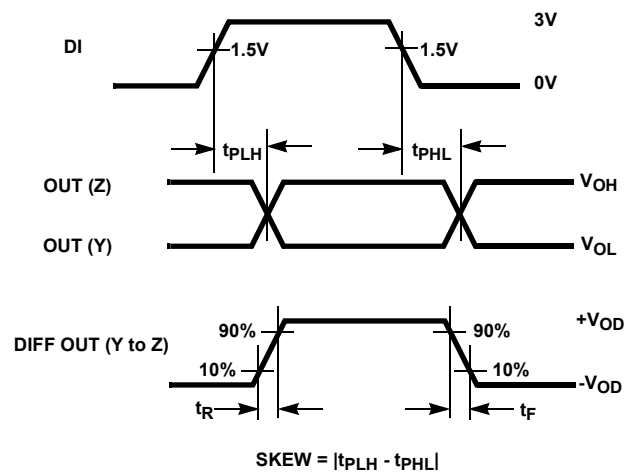 3V
DI
1.5V
1.5V
0V
tPLH
tPHL
OUT (Z)
VOH
OUT (Y)
VOL
+VOD
90%
90%
DIFF OUT (Y to Z)
10%
10%
-VOD
tR
tF
SKEW = |tPLH - tPHL|